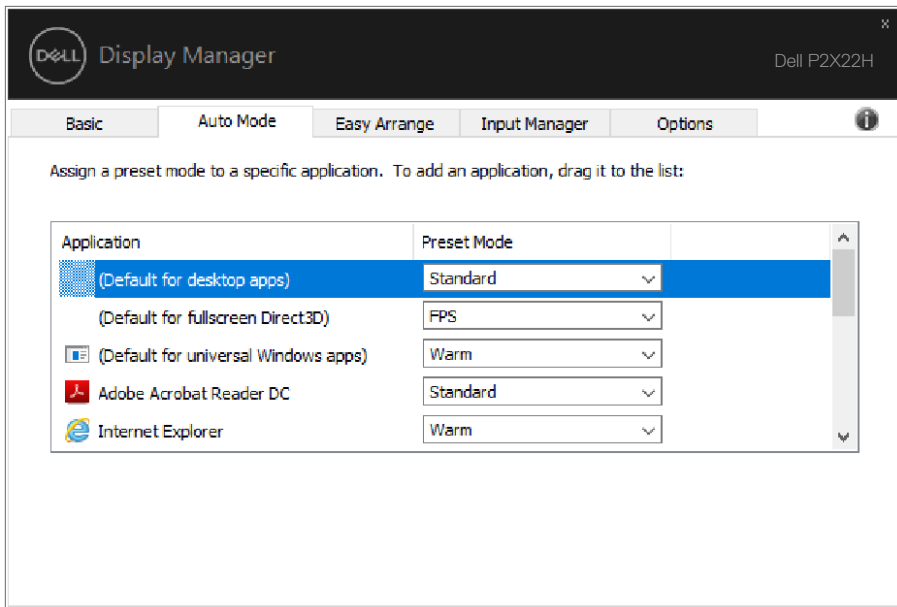 x
DELL Display Manager
Dell P2X22H
Basic Auto Mode Easy Arrange Input Manager Options
Assign a preset mode to a specific application. To add an application, drag it to the list:
Application Preset Mode
(Default for desktop apps) Standard
(Default for fullscreen Direct3D) FPS
(Default for universal Windows apps) Warm
Adobe Acrobat Reader DC Standard
Internet Explorer Warm